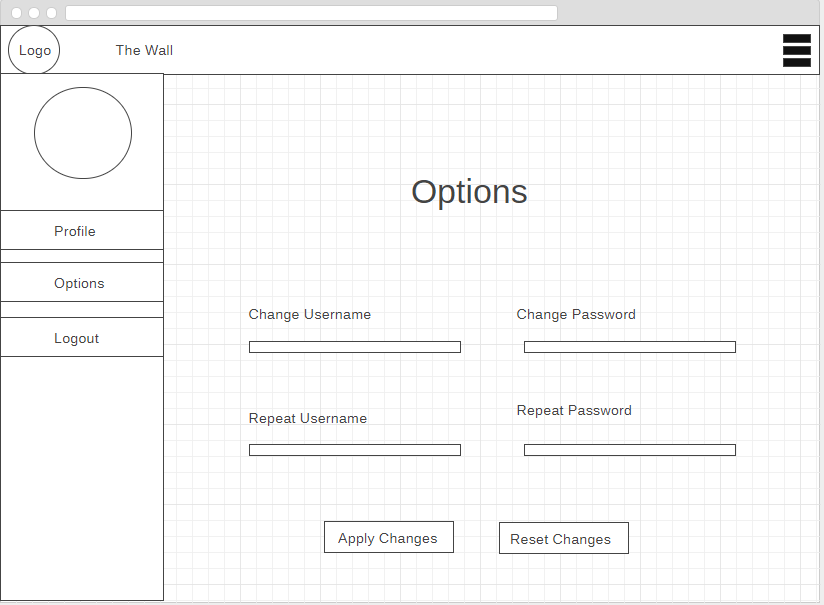 Logo
The Wall
Profile
Options
Logout
Options
Change Username
Change Password
Repeat Username
Repeat Password
Apply Changes
Reset Changes